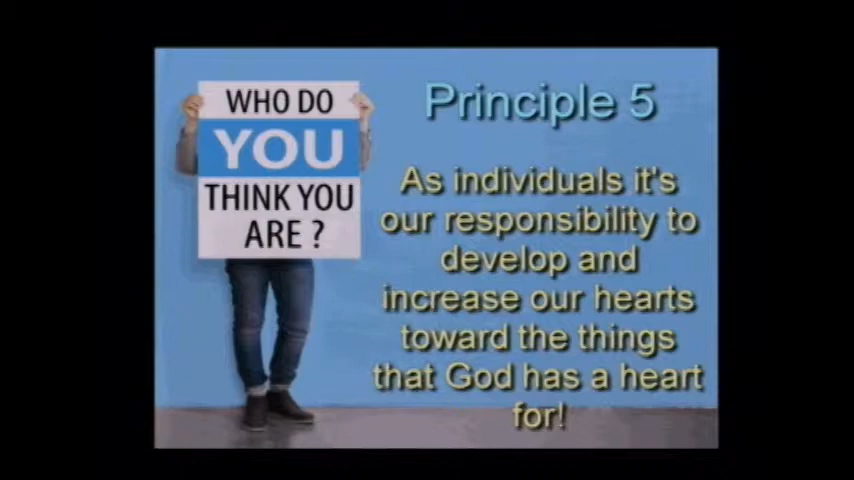 WHO DO
YOU
THINK YOU
ARE ?
Principle 5
As individuals it's
our responsibility to
develop and
increase our hearts
toward the things
that God has a heart
for!